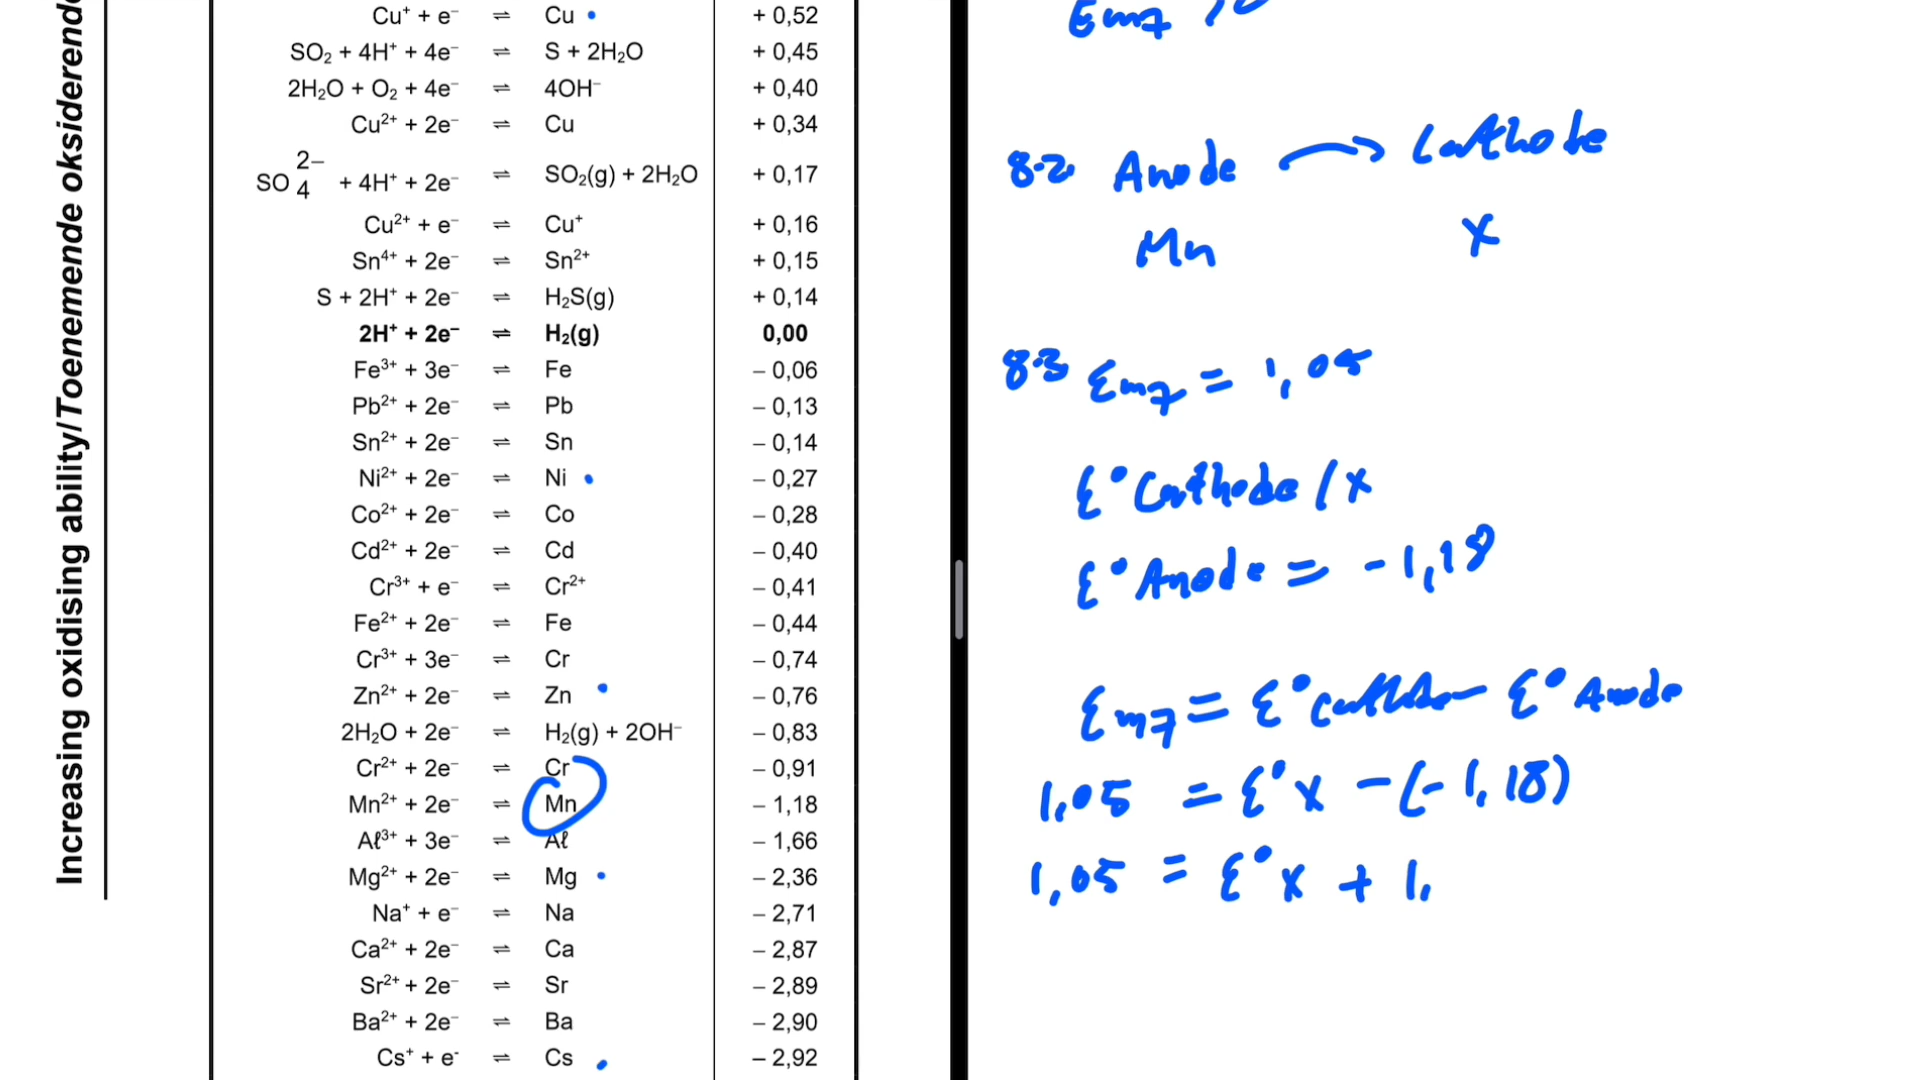 Increasing oxidising ability/Toenemende oksiderende
Cu⁺ + e⁻ ⇌ Cu + 0,52
SO₂ + 4H⁺ + 4e⁻ ⇌ S + 2H₂O + 0,45
2H₂O + O₂ + 4e⁻ ⇌ 4OH⁻ + 0,40
Cu²⁺ + 2e⁻ ⇌ Cu + 0,34
SO₄²⁻ + 4H⁺ + 2e⁻ ⇌ SO₂(g) + 2H₂O + 0,17
Cu²⁺ + e⁻ ⇌ Cu⁺ + 0,16
Sn⁴⁺ + 2e⁻ ⇌ Sn²⁺ + 0,15
S + 2H⁺ + 2e⁻ ⇌ H₂S(g) + 0,14
2H⁺ + 2e⁻ ⇌ H₂(g) 0,00
Fe³⁺ + 3e⁻ ⇌ Fe – 0,06
Pb²⁺ + 2e⁻ ⇌ Pb – 0,13
Sn²⁺ + 2e⁻ ⇌ Sn – 0,14
Ni²⁺ + 2e⁻ ⇌ Ni – 0,27
Co²⁺ + 2e⁻ ⇌ Co – 0,28
Cd²⁺ + 2e⁻ ⇌ Cd – 0,40
Cr³⁺ + e⁻ ⇌ Cr²⁺ – 0,41
Fe²⁺ + 2e⁻ ⇌ Fe – 0,44
Cr³⁺ + 3e⁻ ⇌ Cr – 0,74
Zn²⁺ + 2e⁻ ⇌ Zn – 0,76
2H₂O + 2e⁻ ⇌ H₂(g) + 2OH⁻ – 0,83
Cr²⁺ + 2e⁻ ⇌ Cr – 0,91
Mn²⁺ + 2e⁻ ⇌ Mn – 1,18
Aℓ³⁺ + 3e⁻ ⇌ Aℓ – 1,66
Mg²⁺ + 2e⁻ ⇌ Mg – 2,36
Na⁺ + e⁻ ⇌ Na – 2,71
Ca²⁺ + 2e⁻ ⇌ Ca – 2,87
Sr²⁺ + 2e⁻ ⇌ Sr – 2,89
Ba²⁺ + 2e⁻ ⇌ Ba – 2,90
Cs⁺ + e⁻ ⇌ Cs – 2,92
8.2 Anode → Cathode
Mn X
8.3 Emf = 1,05
E° Cathode / x
E° Anode = -1,18
Emf = E° - E° Anode
1,05 = E°x - (-1,18)
1,05 = E°x + 1,